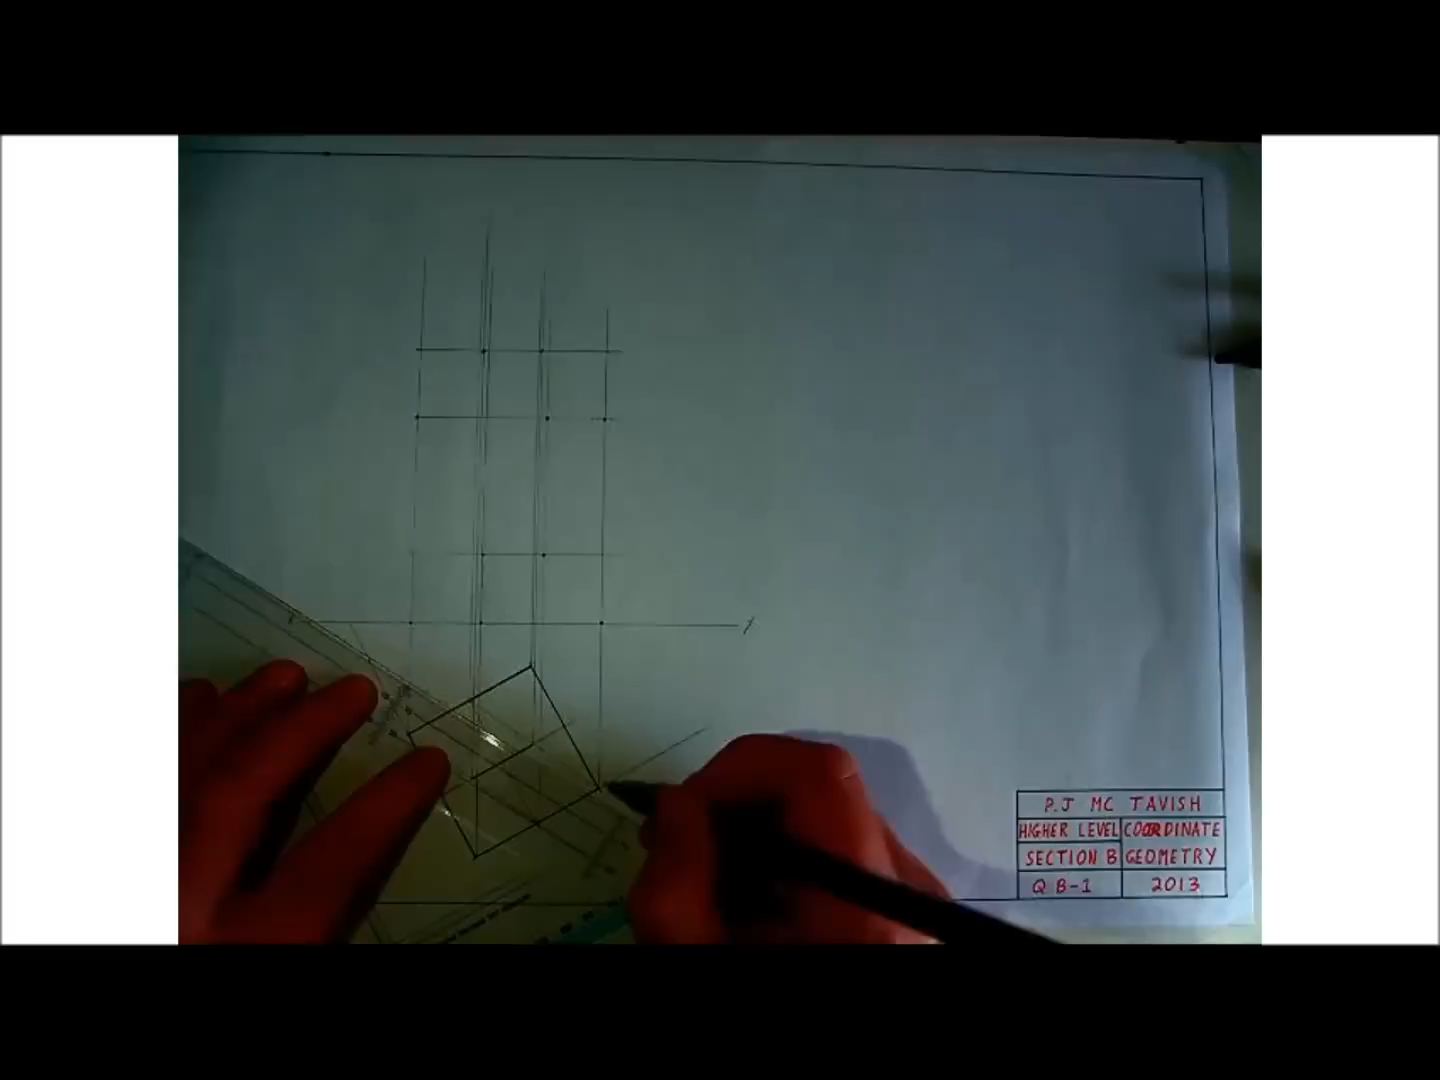 P.J MC TAVISH
HIGHER LEVEL COORDINATE
SECTION B GEOMETRY
Q B-1 2013